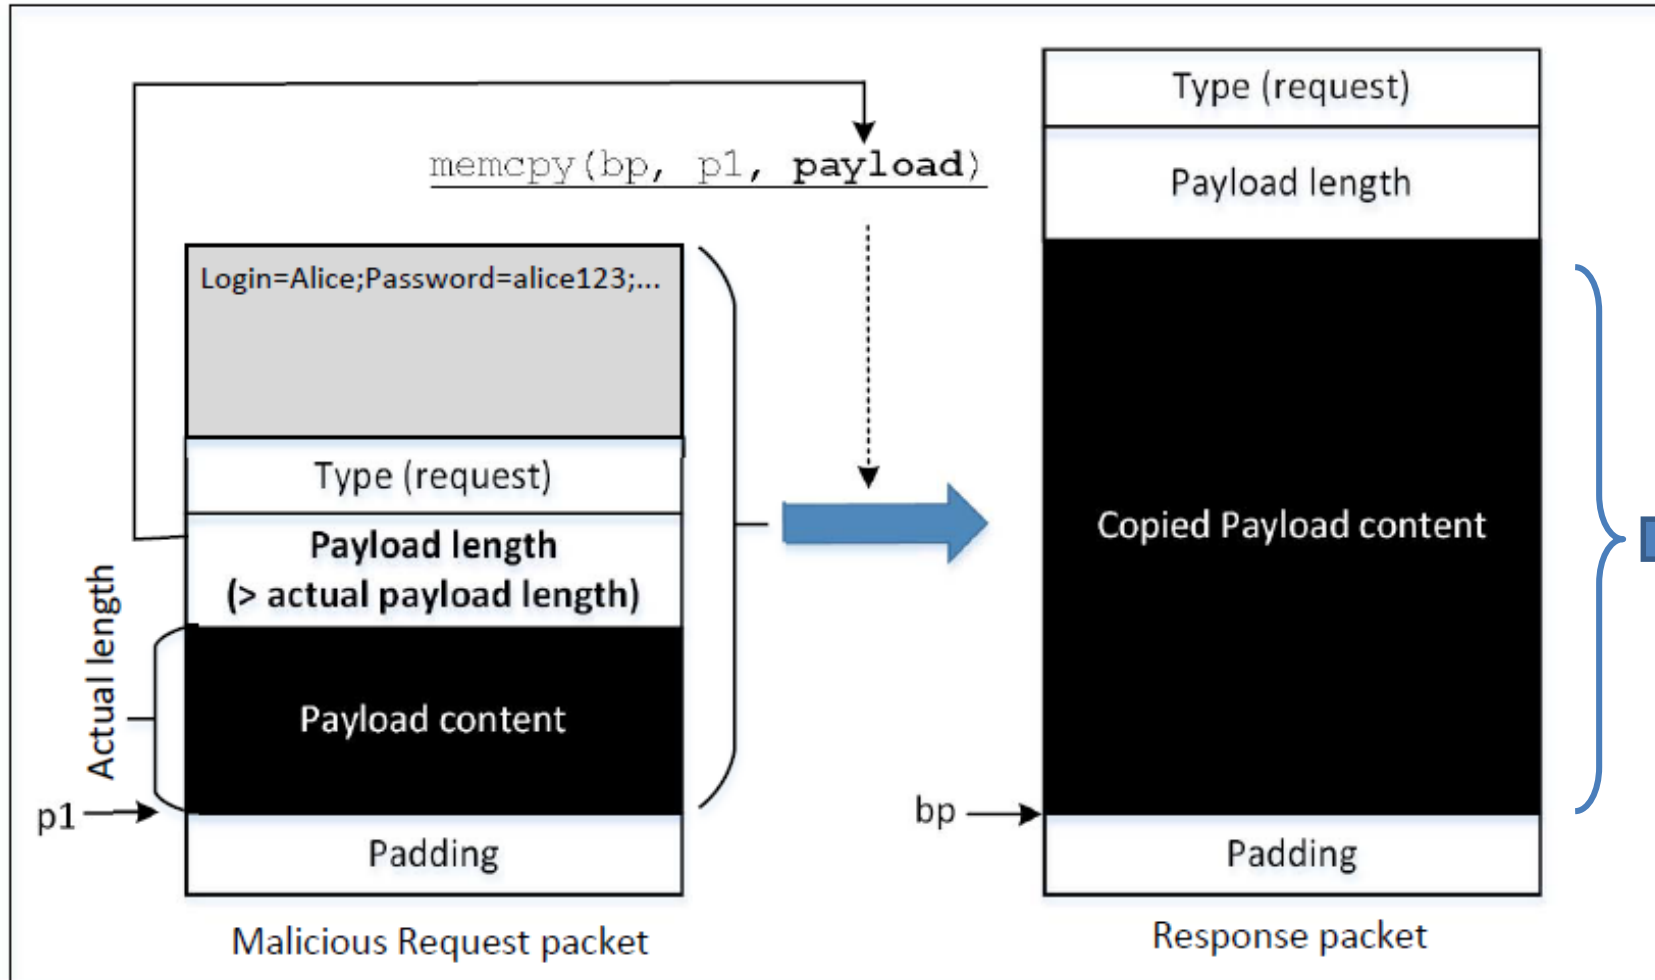 memcpy(bp, p1, payload)
Login=Alice;Password=alice123;...
Type (request)
Payload length
(> actual payload length)
Actual length
Payload content
p1
Padding
Malicious Request packet
Type (request)
Payload length
Copied Payload content
bp
Padding
Response packet